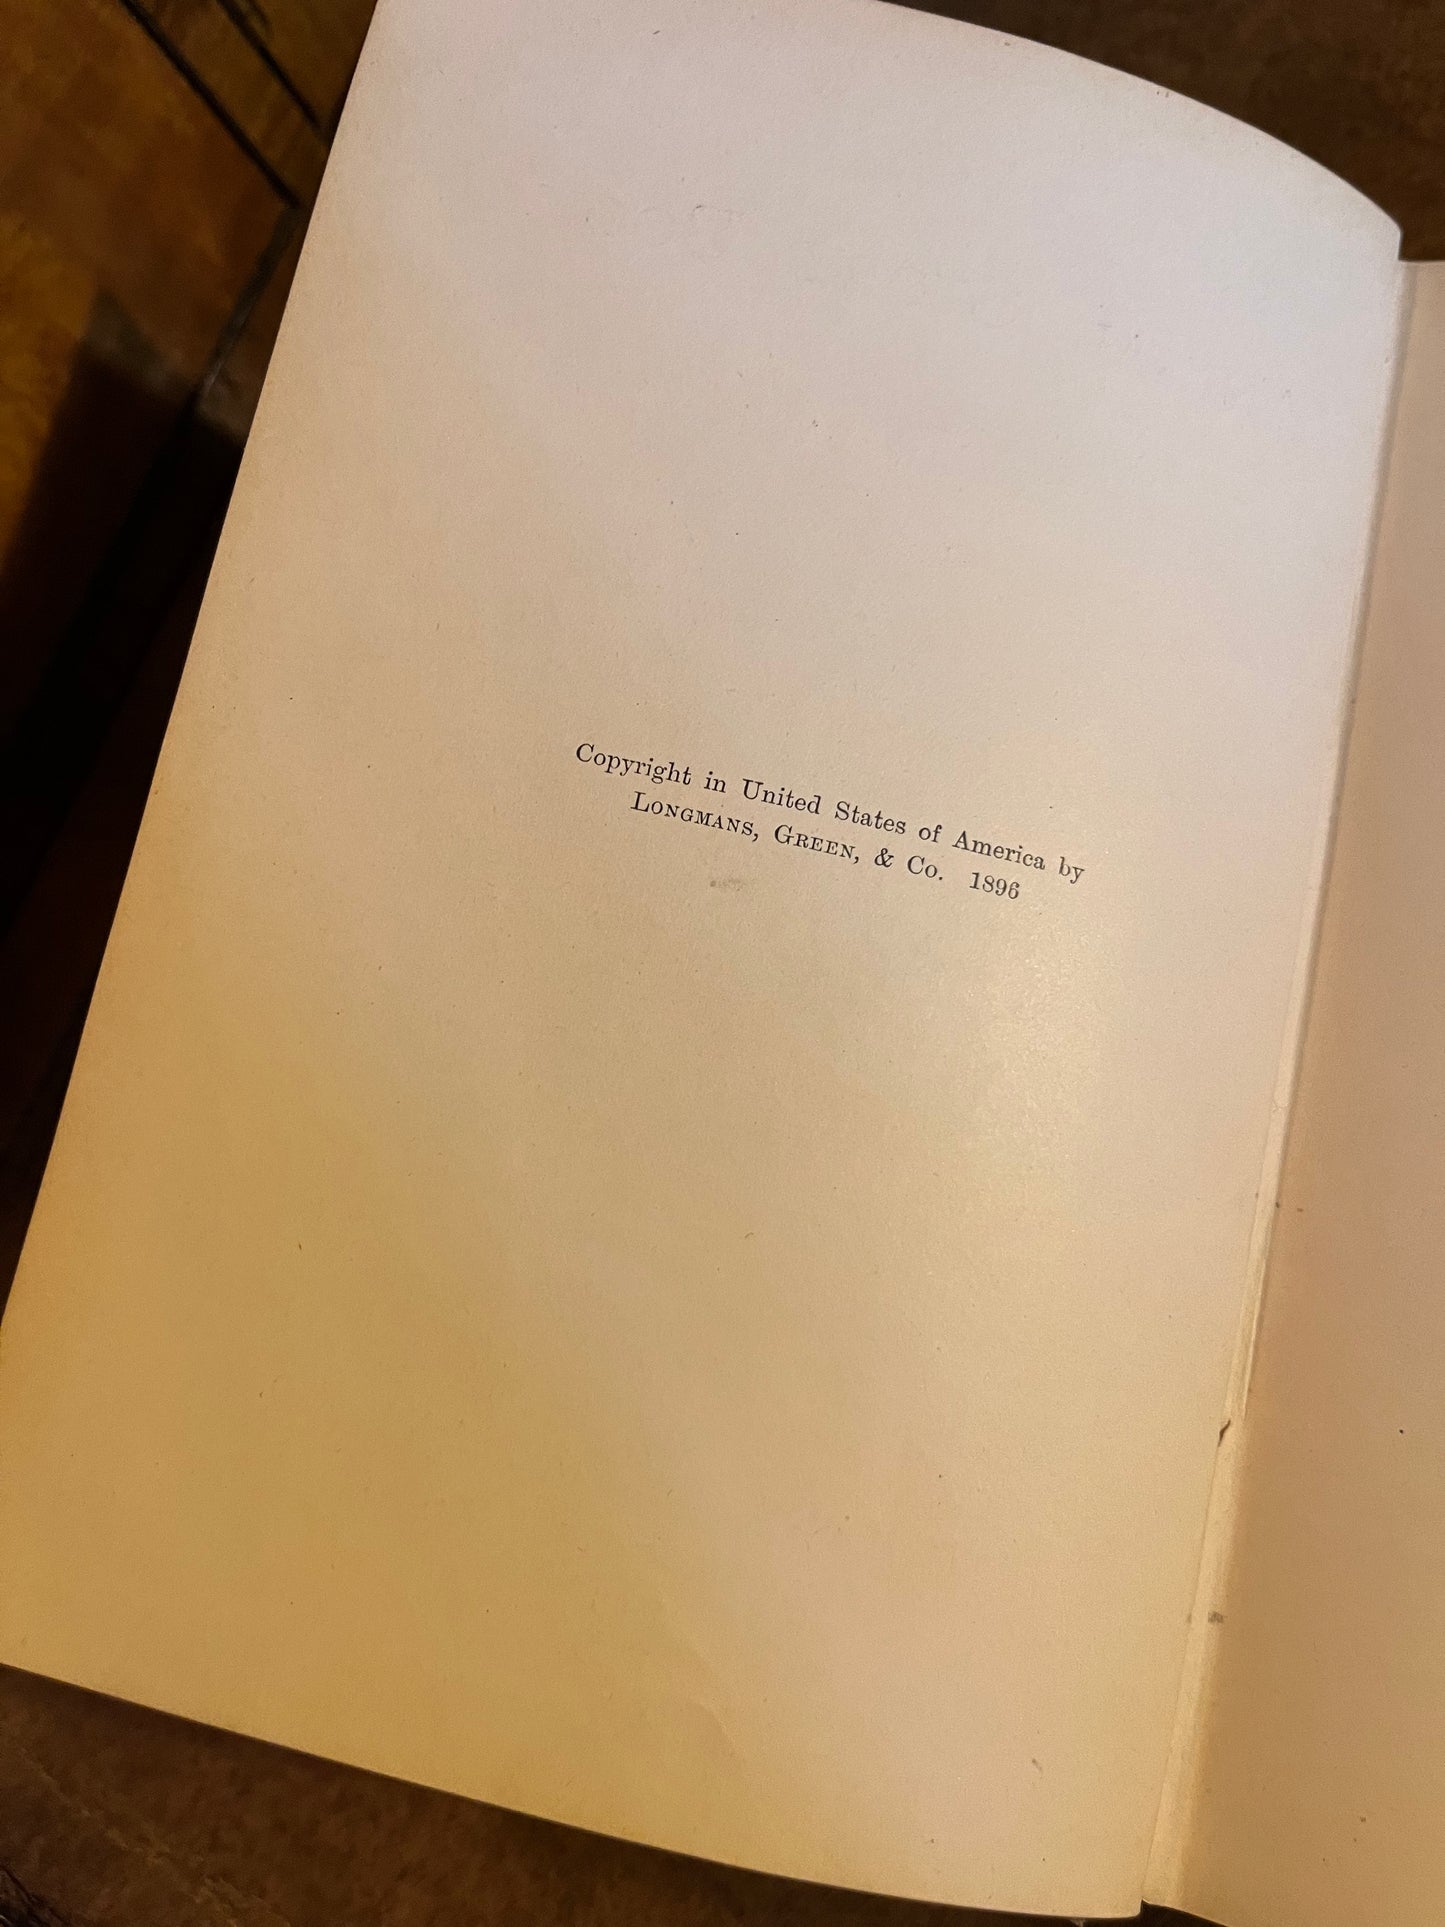 Copyright in United States of America by
LONGMANS, GREEN, & CO. 1896